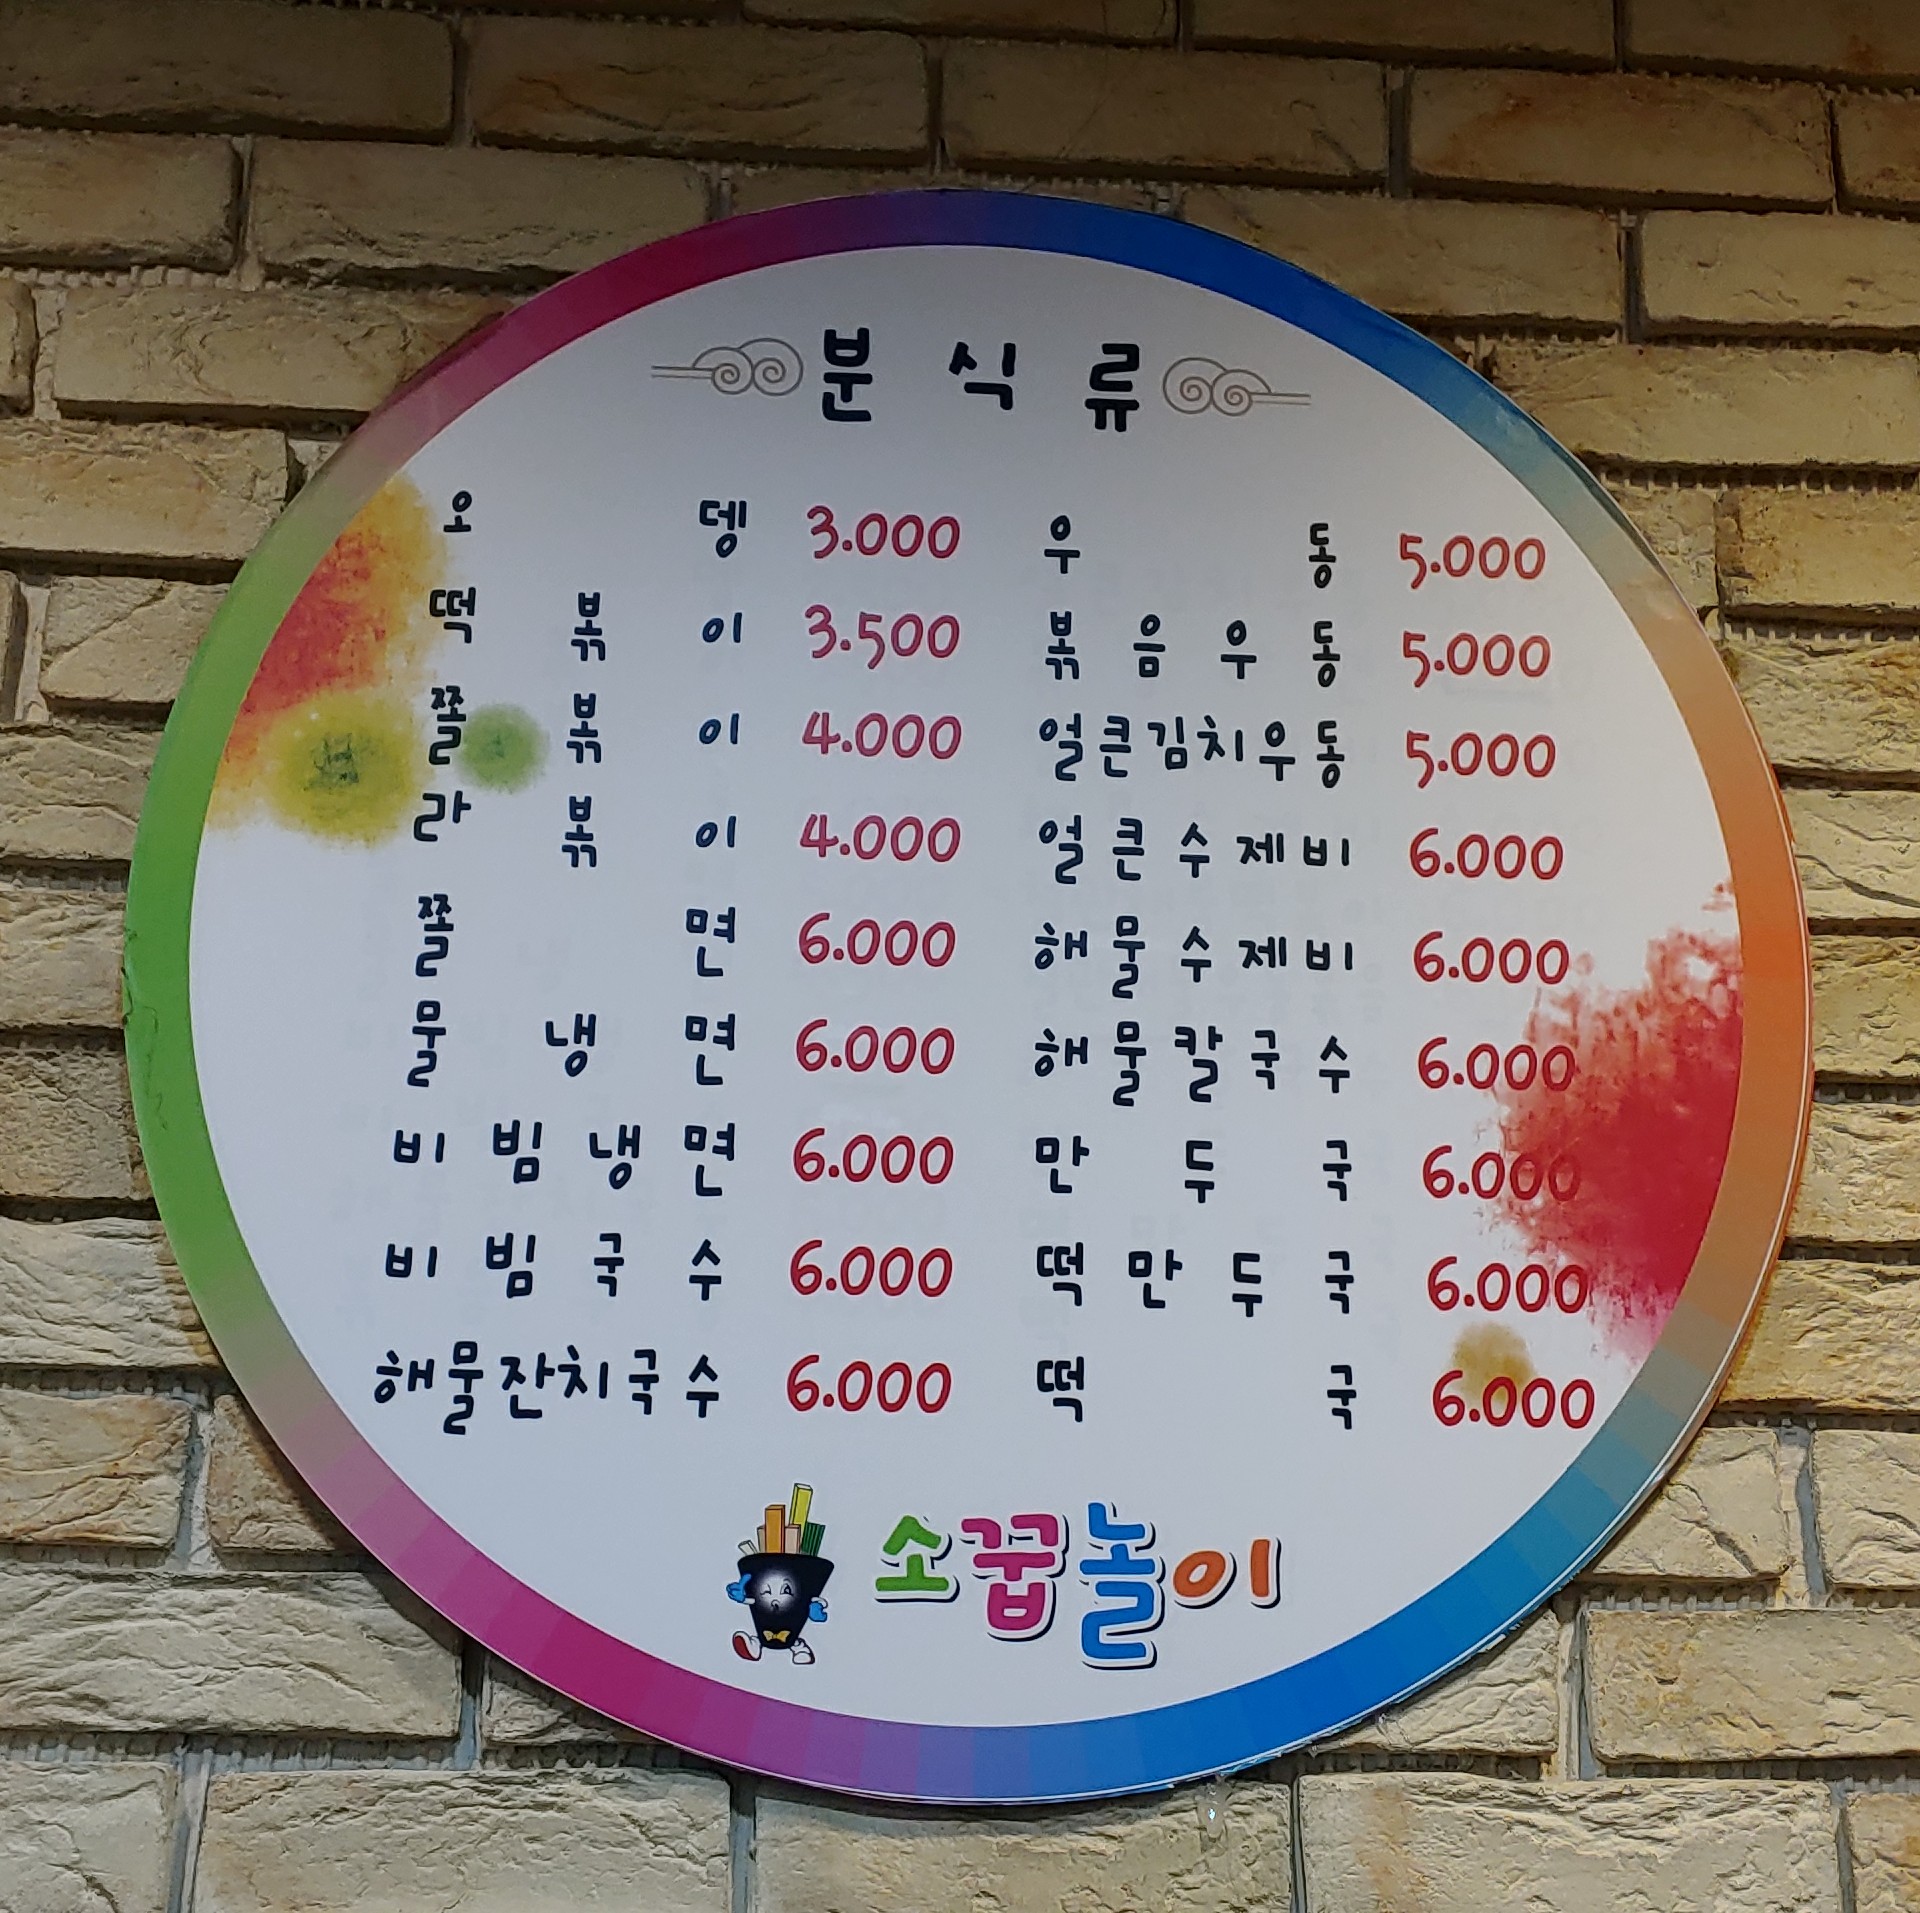 분식류
오뎅 3.000
떡볶이 3.500
쫄볶이 4.000
라볶이 4.000
쫄면 6.000
물냉면 6.000
비빔냉면 6.000
비빔국수 6.000
해물잔치국수 6.000
우동 5.000
볶음우동 5.000
얼큰김치우동 5.000
얼큰수제비 6.000
해물수제비 6.000
해물칼국수 6.000
만두국 6.000
떡만두국 6.000
떡국 6.000
소꿉놀이